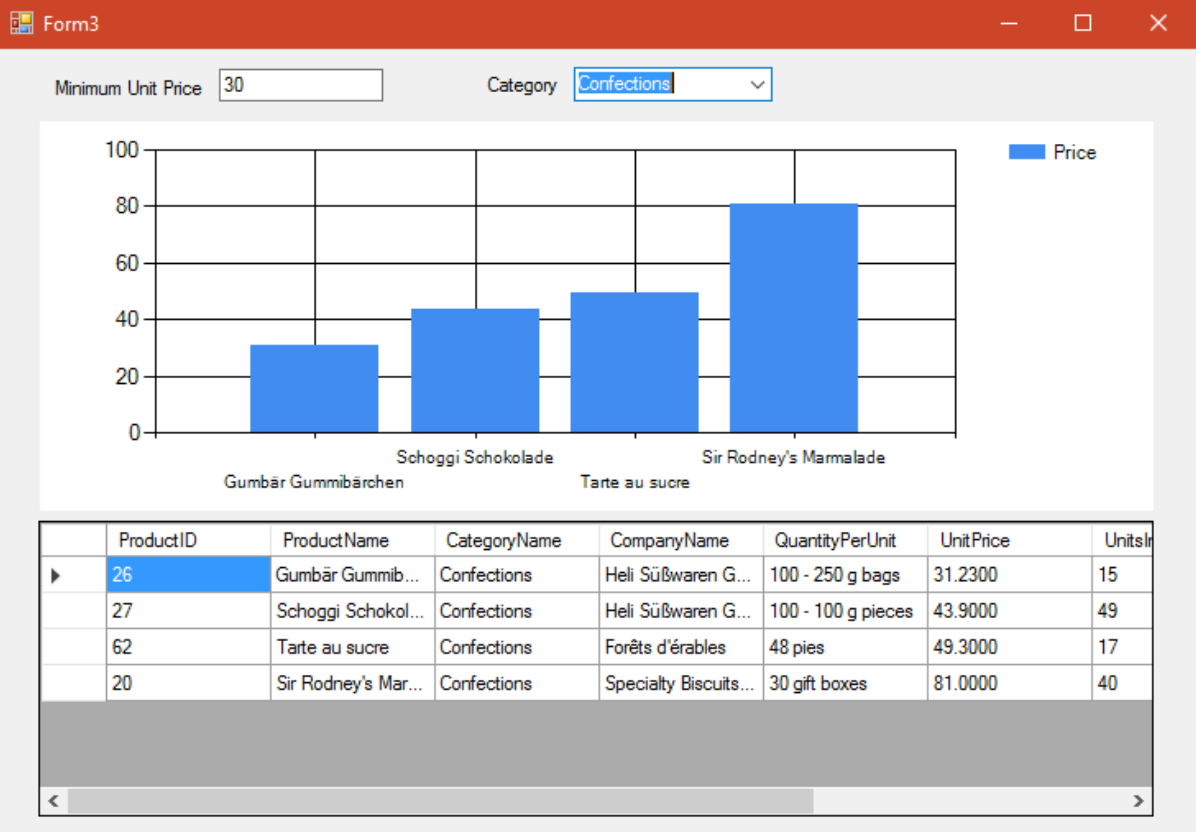 Form3
Minimum Unit Price 30 Category Confections
100
80
60
40
20
0
Price
Schoggi Schokolade Sir Rodney's Marmalade
Gumbär Gummibärchen Tarte au sucre
ProductID ProductName CategoryName CompanyName QuantityPerUnit UnitPrice UnitsIn
26 Gumbär Gummib... Confections Heli Süßwaren G... 100 - 250 g bags 31.2300 15
27 Schoggi Schokol... Confections Heli Süßwaren G... 100 - 100 g pieces 43.9000 49
62 Tarte au sucre Confections Forêts d'érables 48 pies 49.3000 17
20 Sir Rodney's Mar... Confections Specialty Biscuits... 30 gift boxes 81.0000 40